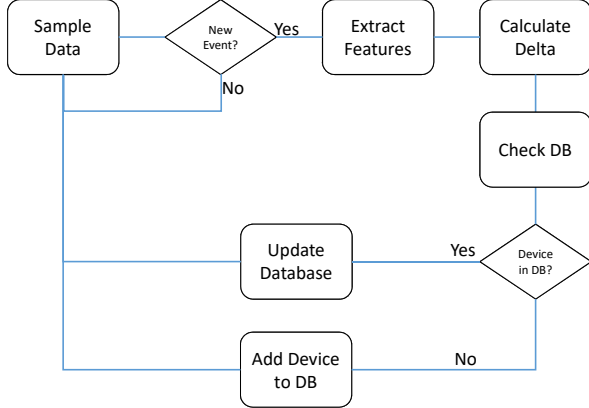 Sample
Data
New
Event?
Yes
Extract
Features
Calculate
Delta
No
Check DB
Update
Database
Yes
Device
in DB?
Add Device
to DB
No